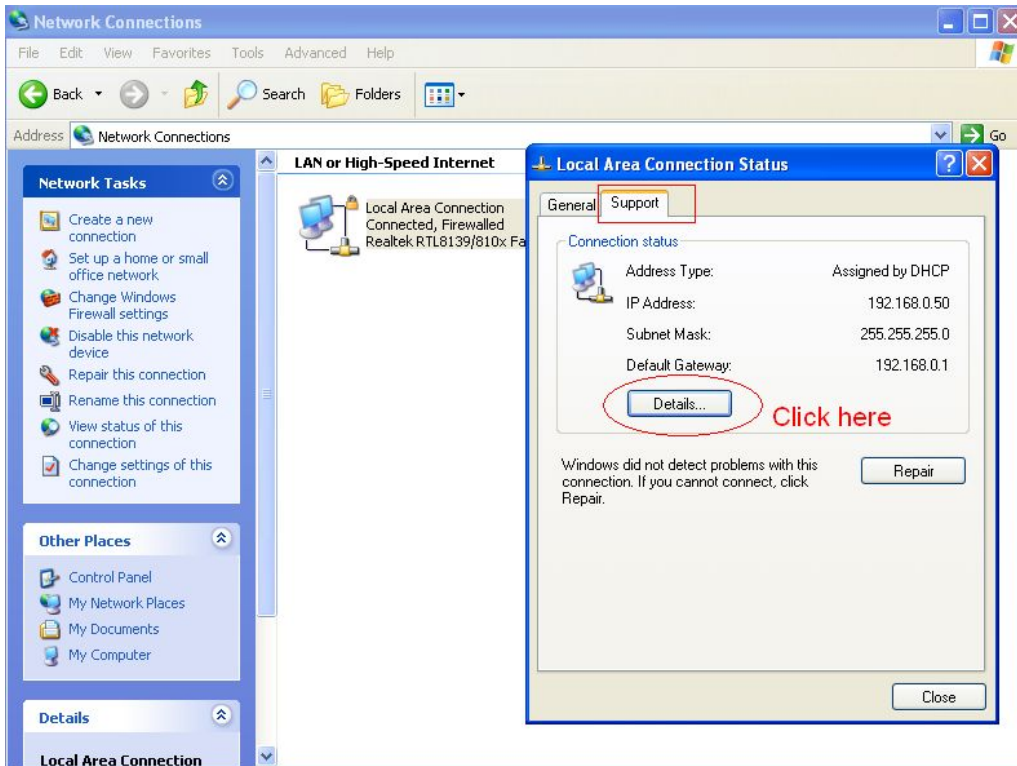 Network Connections
File Edit View Favorites Tools Advanced Help
Back Search Folders
Address Network Connections Go
Network Tasks
Create a new
connection
Set up a home or small
office network
Change Windows
Firewall settings
Disable this network
device
Repair this connection
Rename this connection
View status of this
connection
Change settings of this
connection
Other Places
Control Panel
My Network Places
My Documents
My Computer
Details
Local Area Connection
LAN or High-Speed Internet
Local Area Connection
Connected, Firewalled
Realtek RTL8139/810x Fa
Local Area Connection Status
General Support
Connection status
Address Type: Assigned by DHCP
IP Address: 192.168.0.50
Subnet Mask: 255.255.255.0
Default Gateway: 192.168.0.1
Details...
Click here
Windows did not detect problems with this
connection. If you cannot connect, click
Repair.
Repair
Close